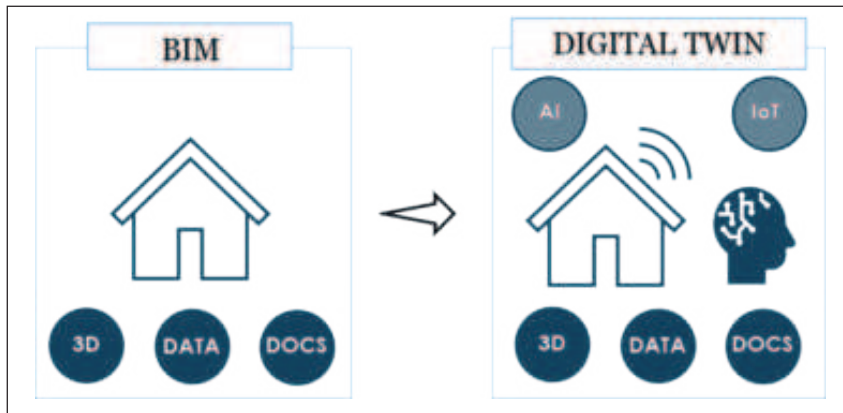 BIM
3D
DATA
DOCS
DIGITAL TWIN
AI
IoT
3D
DATA
DOCS